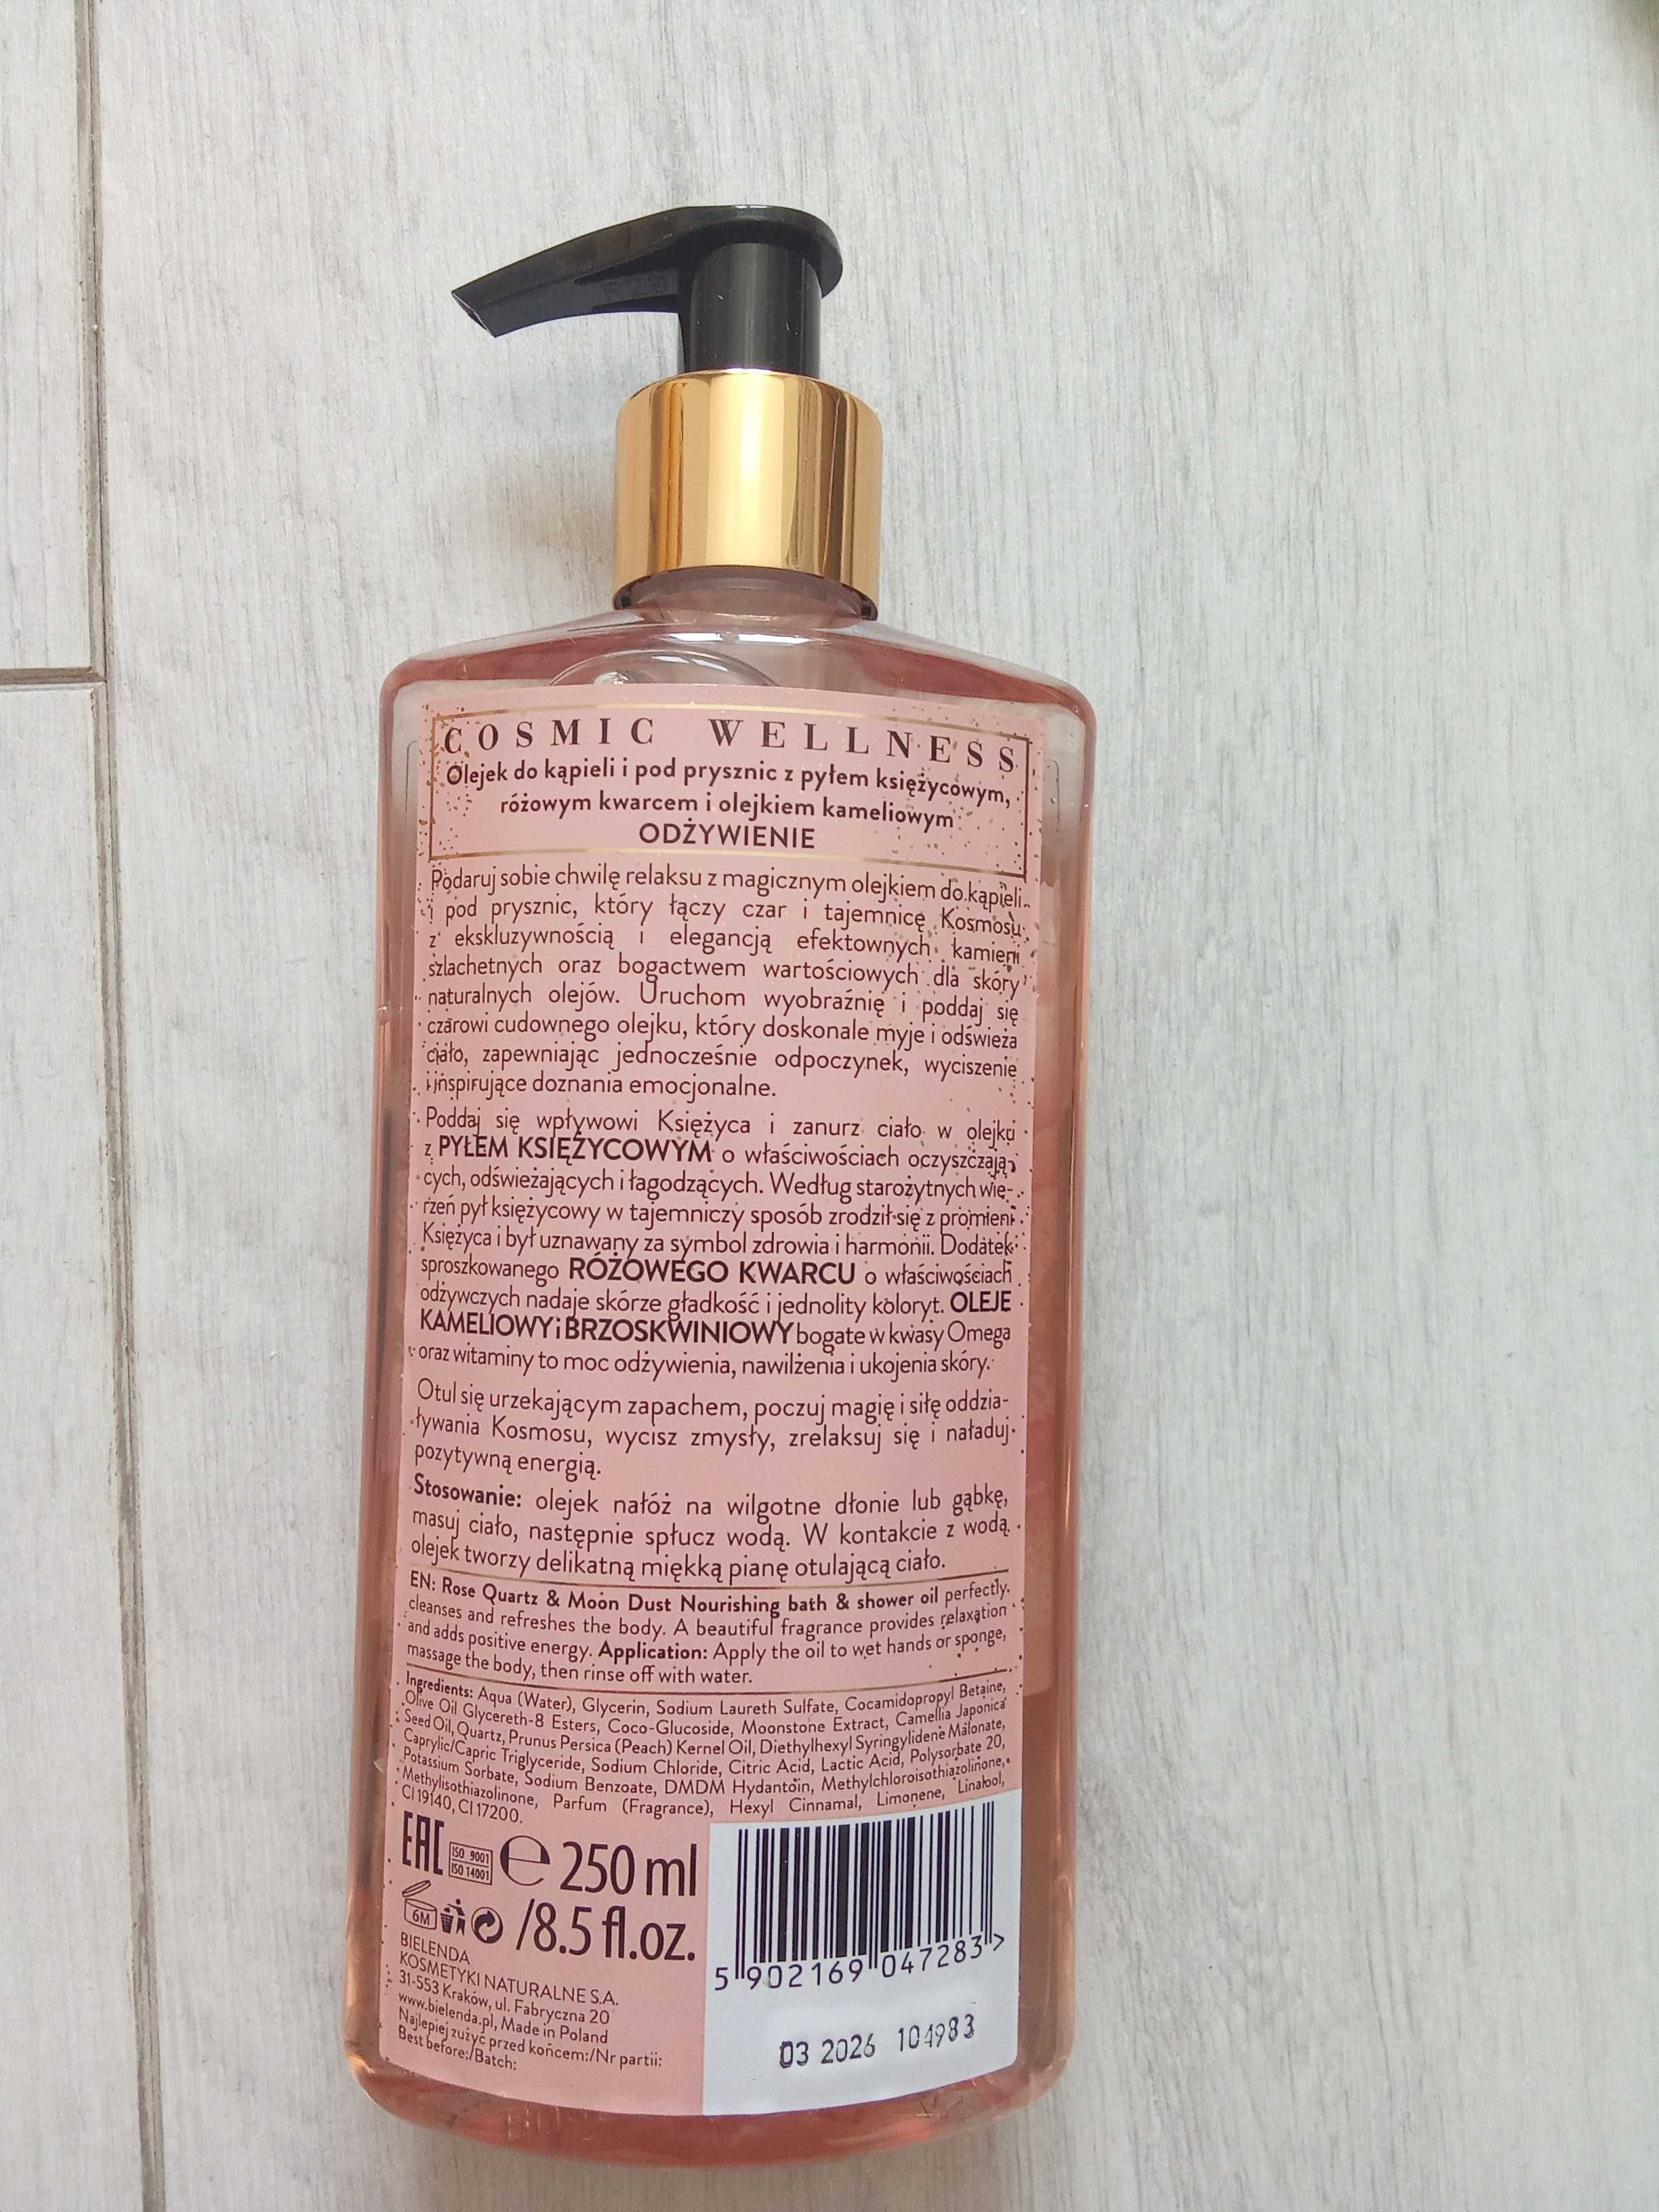 COSMIC WELLNESS
Olejek do kąpieli i pod prysznic z pyłem księżycowym,
różowym kwarcem i olejkiem kameliowym
ODŻYWIENIE
Podaruj sobie chwilę relaksu z magicznym olejkiem do kąpieli
i pod prysznic, który łączy czar i tajemnicę Kosmosu
z ekskluzywnością i elegancją efektownych kamieni
szlachetnych oraz bogactwem wartościowych dla skóry
naturalnych olejów. Uruchom wyobraźnię i poddaj się
czarowi cudownego olejku, który doskonale myje i odświeża
ciało, zapewniając jednocześnie odpoczynek, wyciszenie
i inspirujące doznania emocjonalne.
Poddaj się wpływowi Księżyca i zanurz ciało w olejku
z PYŁEM KSIĘŻYCOWYM o właściwościach oczyszczają-
cych, odświeżających i łagodzących. Według starożytnych wie-
rzeń pył księżycowy w tajemniczy sposób zrodził się z promieni
Księżyca i był uznawany za symbol zdrowia i harmonii. Dodatek
sproszkowanego RÓŻOWEGO KWARCU o właściwościach
odżywczych nadaje skórze gładkość i jednolity koloryt. OLEJE
KAMELIOWY i BRZOSKWINIOWY bogate w kwasy Omega
oraz witaminy to moc odżywienia, nawilżenia i ukojenia skóry.
Otul się urzekającym zapachem, poczuj magię i siłę oddzia-
ływania Kosmosu, wycisz zmysły, zrelaksuj się i naładuj
pozytywną energią.
Stosowanie: olejek nałóż na wilgotne dłonie lub gąbkę,
masuj ciało, następnie spłucz wodą. W kontakcie z wodą
olejek tworzy delikatną miękką pianę otulającą ciało.
EN: Rose Quartz & Moon Dust Nourishing bath & shower oil perfectly
cleanses and refreshes the body. A beautiful fragrance provides relaxation
and adds positive energy. Application: Apply the oil to wet hands or sponge,
massage the body, then rinse off with water.
Ingredients: Aqua (Water), Glycerin, Sodium Laureth Sulfate, Cocamidopropyl Betaine,
Olive Oil Glycereth-8 Esters, Coco-Glucoside, Moonstone Extract, Camellia Japonica
Seed Oil, Quartz, Prunus Persica (Peach) Kernel Oil, Diethylhexyl Syringylidene Malonate,
Caprylic/Capric Triglyceride, Sodium Chloride, Citric Acid, Lactic Acid, Polysorbate 20,
Potassium Sorbate, Sodium Benzoate, DMDM Hydantoin, Methylchloroisothiazolinone,
Methylisothiazolinone, Parfum (Fragrance), Hexyl Cinnamal, Limonene, Linalool,
CI 19140, CI 17200.
EAC ISO 9001 ISO 14001 e 250 ml
6M /8.5 fl.oz.
BIELENDA
KOSMETYKI NATURALNE S.A.
31-553 Kraków, ul. Fabryczna 20
www.bielenda.pl, Made in Poland
Najlepiej zużyć przed końcem:/Nr partii:
Best before:/Batch:
5 902169 047283 >
03 2026 104983